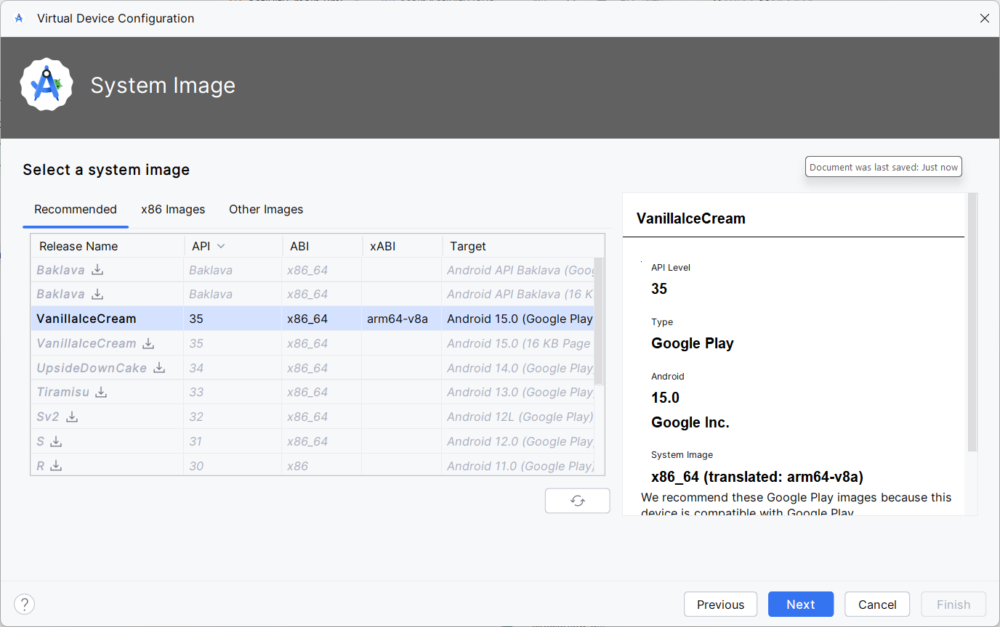 Virtual Device Configuration
System Image
Select a system image
Document was last saved: Just now
Recommended x86 Images Other Images
Release Name API ABI xABI Target
Baklava Baklava x86_64 Android API Baklava (Goog
Baklava Baklava x86_64 Android API Baklava (16 K
VanillaIceCream 35 x86_64 arm64-v8a Android 15.0 (Google Play
VanillaIceCream 35 x86_64 Android 15.0 (16 KB Page
UpsideDownCake 34 x86_64 Android 14.0 (Google Play
Tiramisu 33 x86_64 Android 13.0 (Google Play
Sv2 32 x86_64 Android 12L (Google Play)
S 31 x86_64 Android 12.0 (Google Play
R 30 x86 Android 11.0 (Google Play)
VanillaIceCream
API Level
35
Type
Google Play
Android
15.0
Google Inc.
System Image
x86_64 (translated: arm64-v8a)
We recommend these Google Play images because this
device is compatible with Google Play
? Previous Next Cancel Finish